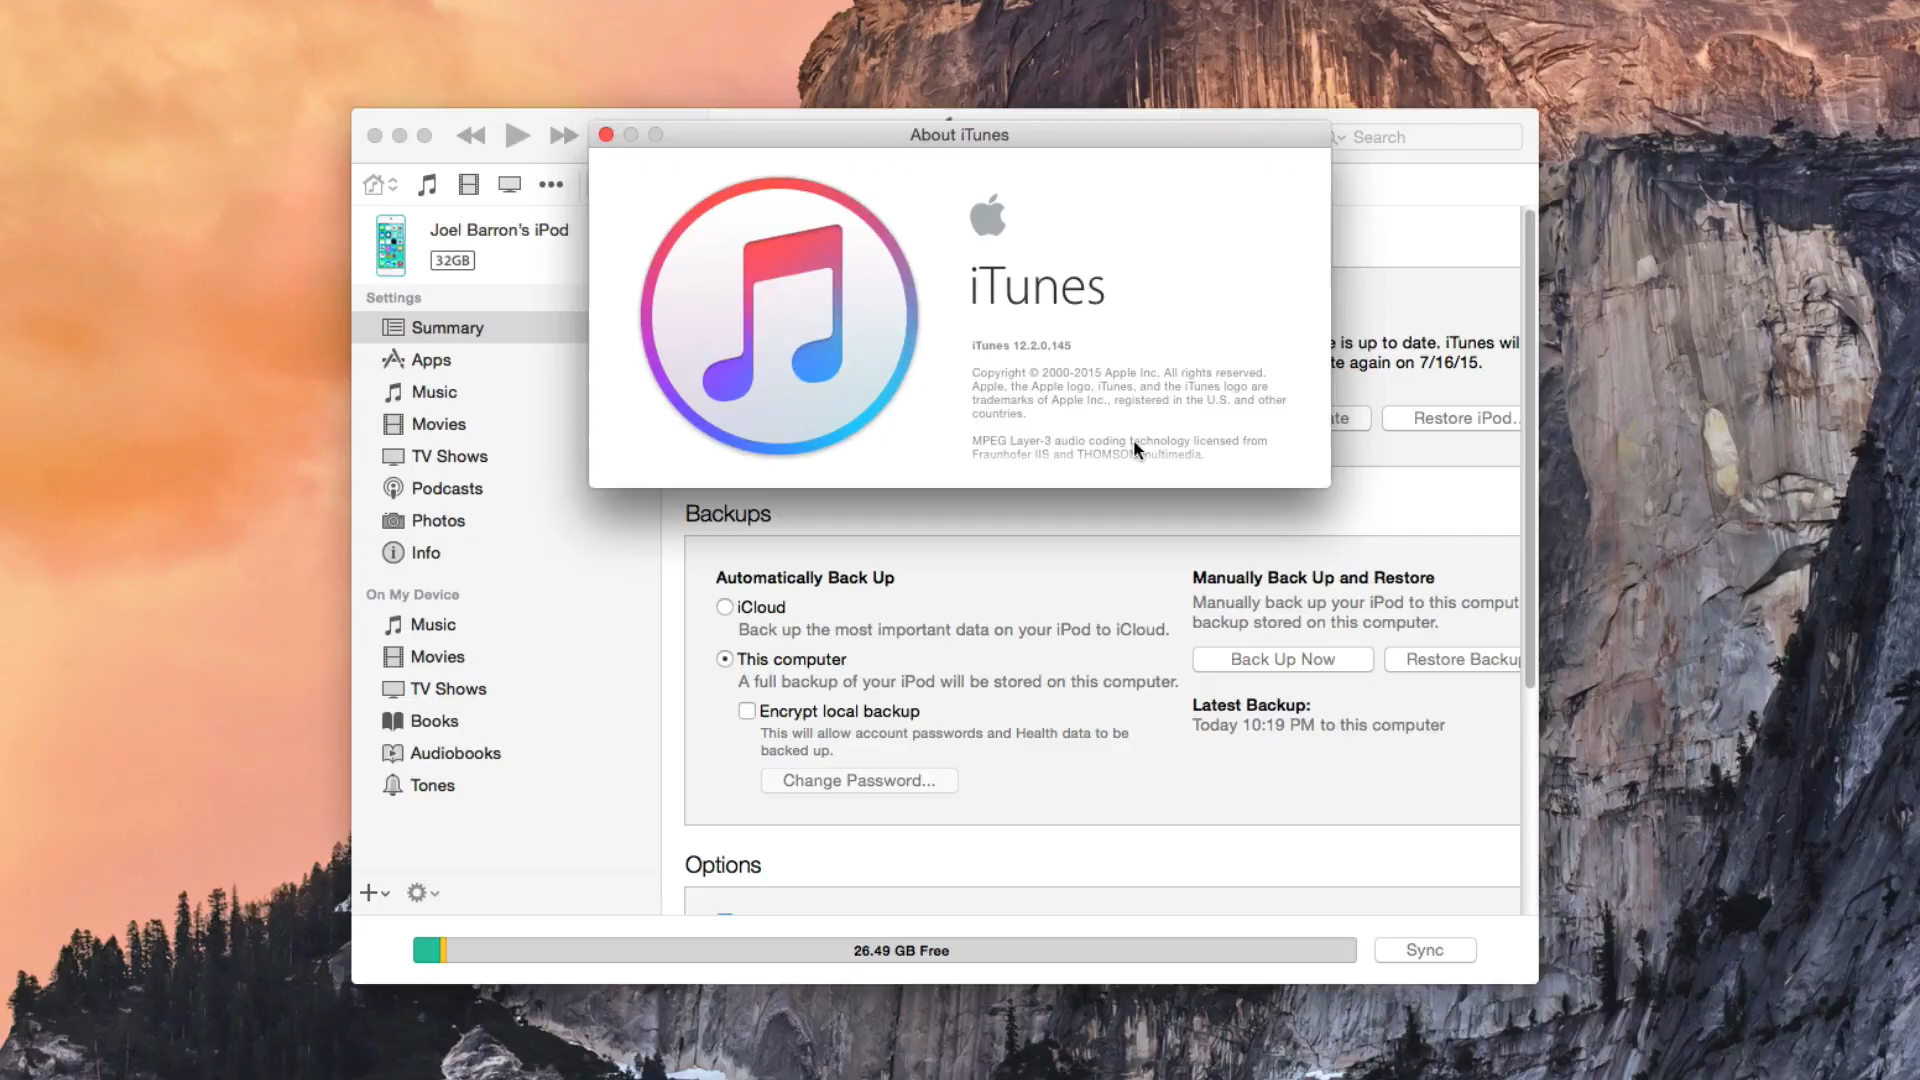 About iTunes
Search
Joel Barron's iPod
32GB
Settings
Summary
Apps
Music
Movies
TV Shows
Podcasts
Photos
Info
On My Device
Music
Movies
TV Shows
Books
Audiobooks
Tones
iTunes
iTunes 12.2.0.145
Copyright © 2000-2015 Apple Inc. All rights reserved.
Apple, the Apple logo, iTunes, and the iTunes logo are
trademarks of Apple Inc., registered in the U.S. and other
countries.
MPEG Layer-3 audio coding technology licensed from
Fraunhofer IIS and THOMSON multimedia.
is up to date. iTunes will
again on 7/16/15.
Restore iPod...
Backups
Automatically Back Up
iCloud
Back up the most important data on your iPod to iCloud.
This computer
A full backup of your iPod will be stored on this computer.
Encrypt local backup
This will allow account passwords and Health data to be
backed up.
Change Password...
Manually Back Up and Restore
Manually back up your iPod to this comput
backup stored on this computer.
Back Up Now
Restore Backup
Latest Backup:
Today 10:19 PM to this computer
Options
26.49 GB Free
Sync